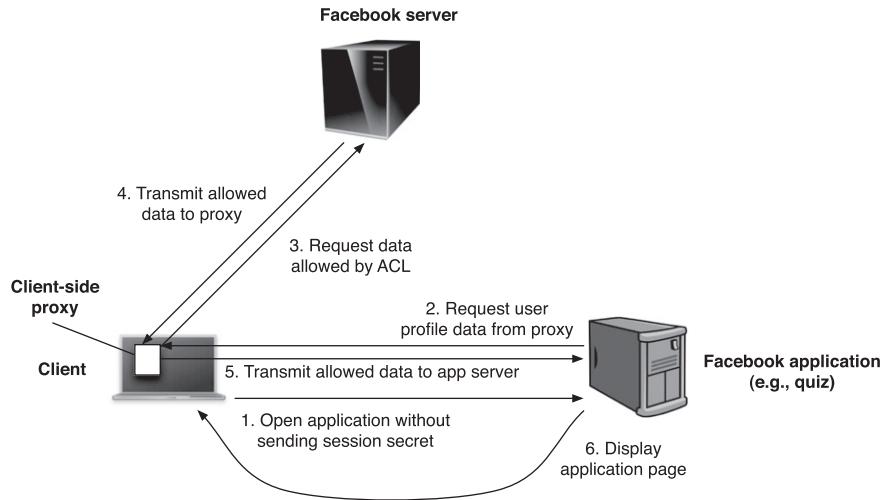 Facebook server
4. Transmit allowed
data to proxy
3. Request data
allowed by ACL
Client-side
proxy
2. Request user
profile data from proxy
Client
5. Transmit allowed data to app server
Facebook application
(e.g., quiz)
1. Open application without
sending session secret
6. Display
application page